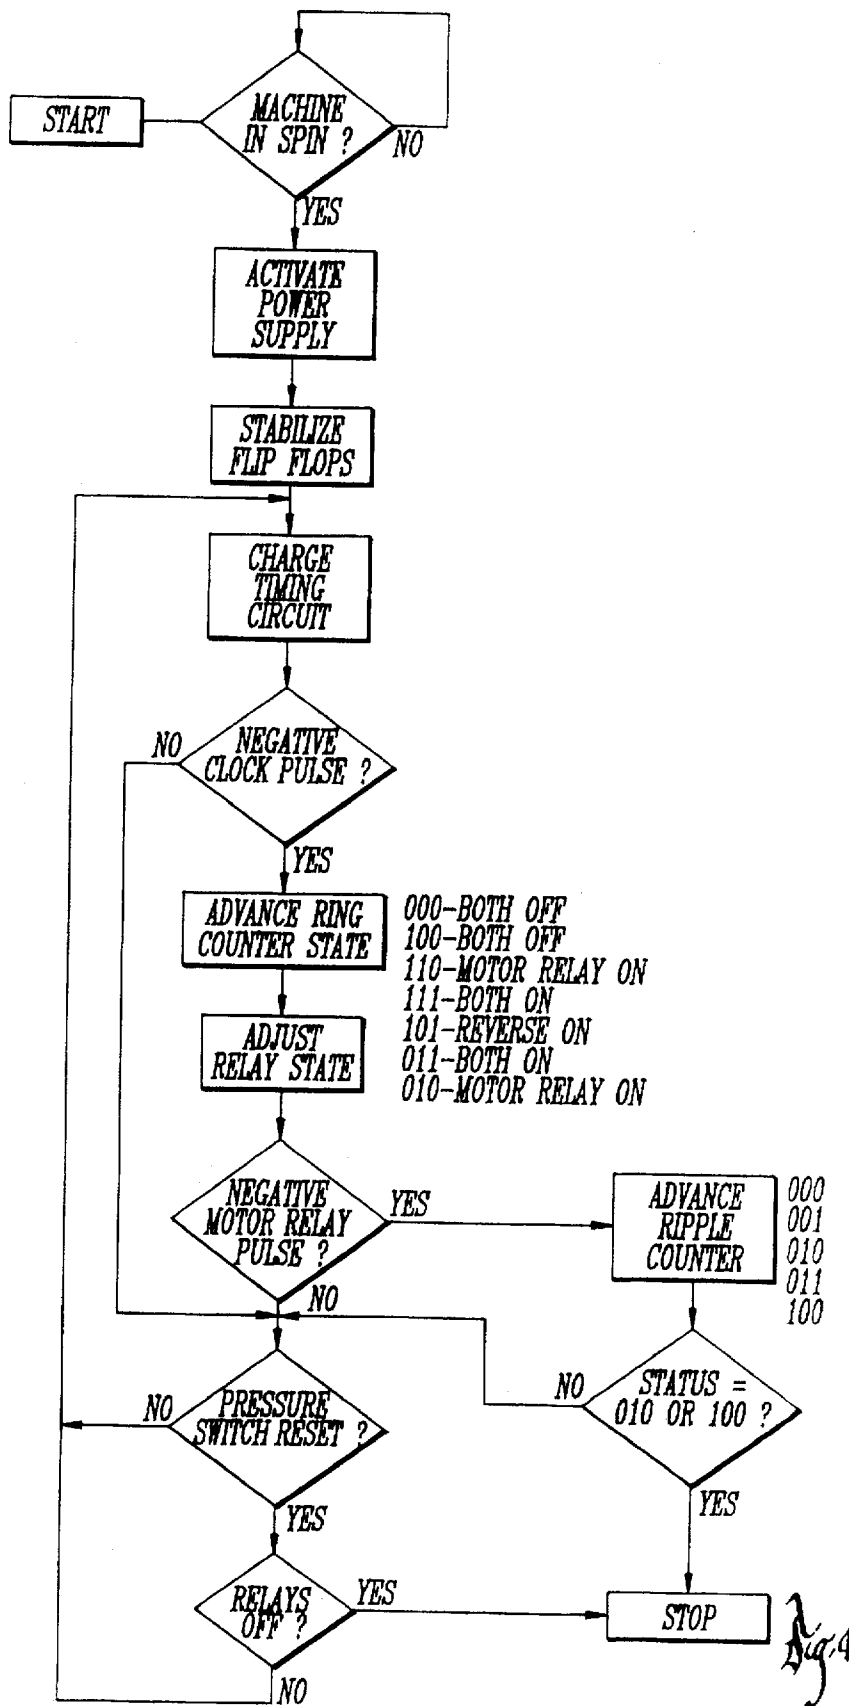 START
MACHINE
IN SPIN ?
NO
YES
ACTIVATE
POWER
SUPPLY
STABILIZE
FLIP FLOPS
CHARGE
TIMING
CIRCUIT
NO
NEGATIVE
CLOCK PULSE ?
YES
ADVANCE RING
COUNTER STATE
000-BOTH OFF
100-BOTH OFF
110-MOTOR RELAY ON
111-BOTH ON
101-REVERSE ON
011-BOTH ON
010-MOTOR RELAY ON
ADJUST
RELAY STATE
NEGATIVE
MOTOR RELAY
PULSE ?
YES
NO
ADVANCE
RIPPLE
COUNTER
000
001
010
011
100
NO
STATUS =
010 OR 100 ?
YES
NO
PRESSURE
SWITCH RESET ?
YES
RELAYS
OFF ?
YES
NO
STOP
Fig. 4